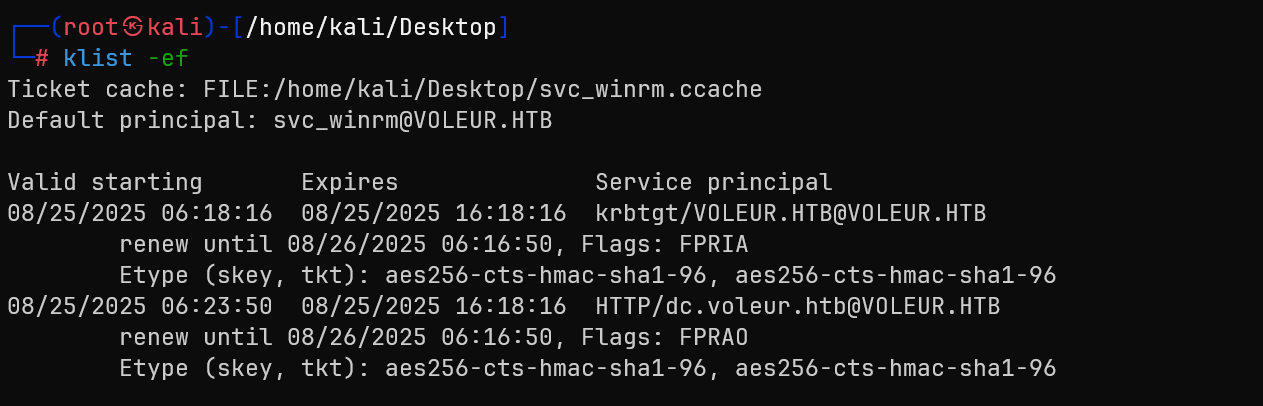 ┌──(root㉿kali)-[/home/kali/Desktop]
└─# klist -ef
Ticket cache: FILE:/home/kali/Desktop/svc_winrm.ccache
Default principal: svc_winrm@VOLEUR.HTB

Valid starting       Expires              Service principal
08/25/2025 06:18:16  08/25/2025 16:18:16  krbtgt/VOLEUR.HTB@VOLEUR.HTB
        renew until 08/26/2025 06:16:50, Flags: FPRIA
        Etype (skey, tkt): aes256-cts-hmac-sha1-96, aes256-cts-hmac-sha1-96
08/25/2025 06:23:50  08/25/2025 16:18:16  HTTP/dc.voleur.htb@VOLEUR.HTB
        renew until 08/26/2025 06:16:50, Flags: FPRAO
        Etype (skey, tkt): aes256-cts-hmac-sha1-96, aes256-cts-hmac-sha1-96